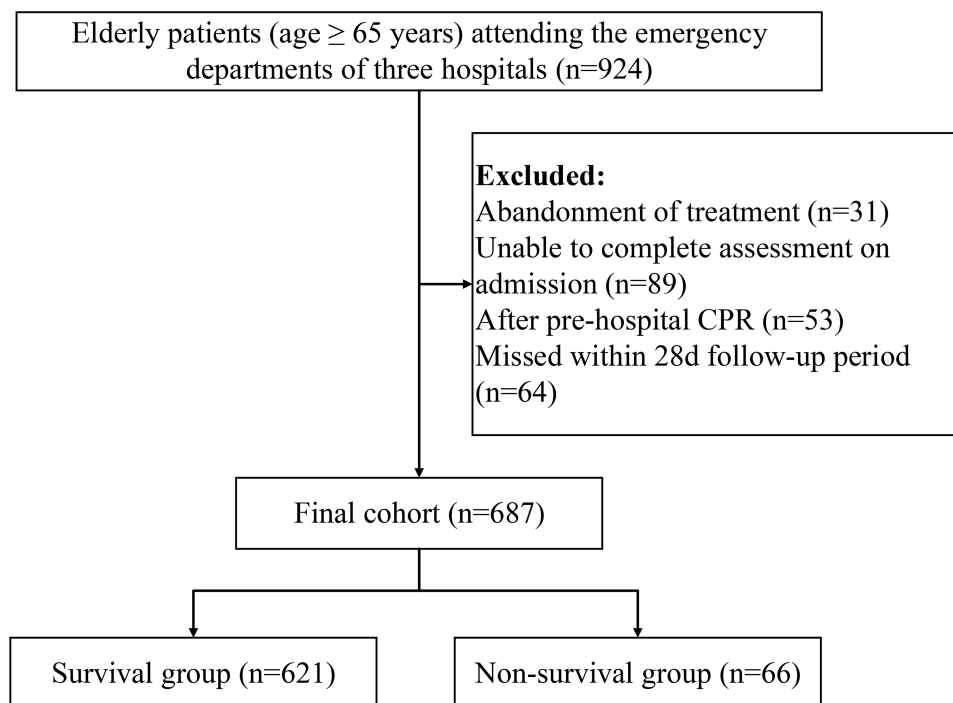 Elderly patients (age ≥ 65 years) attending the emergency
departments of three hospitals (n=924)
Excluded:
Abandonment of treatment (n=31)
Unable to complete assessment on
admission (n=89)
After pre-hospital CPR (n=53)
Missed within 28d follow-up period
(n=64)
Final cohort (n=687)
Survival group (n=621)
Non-survival group (n=66)